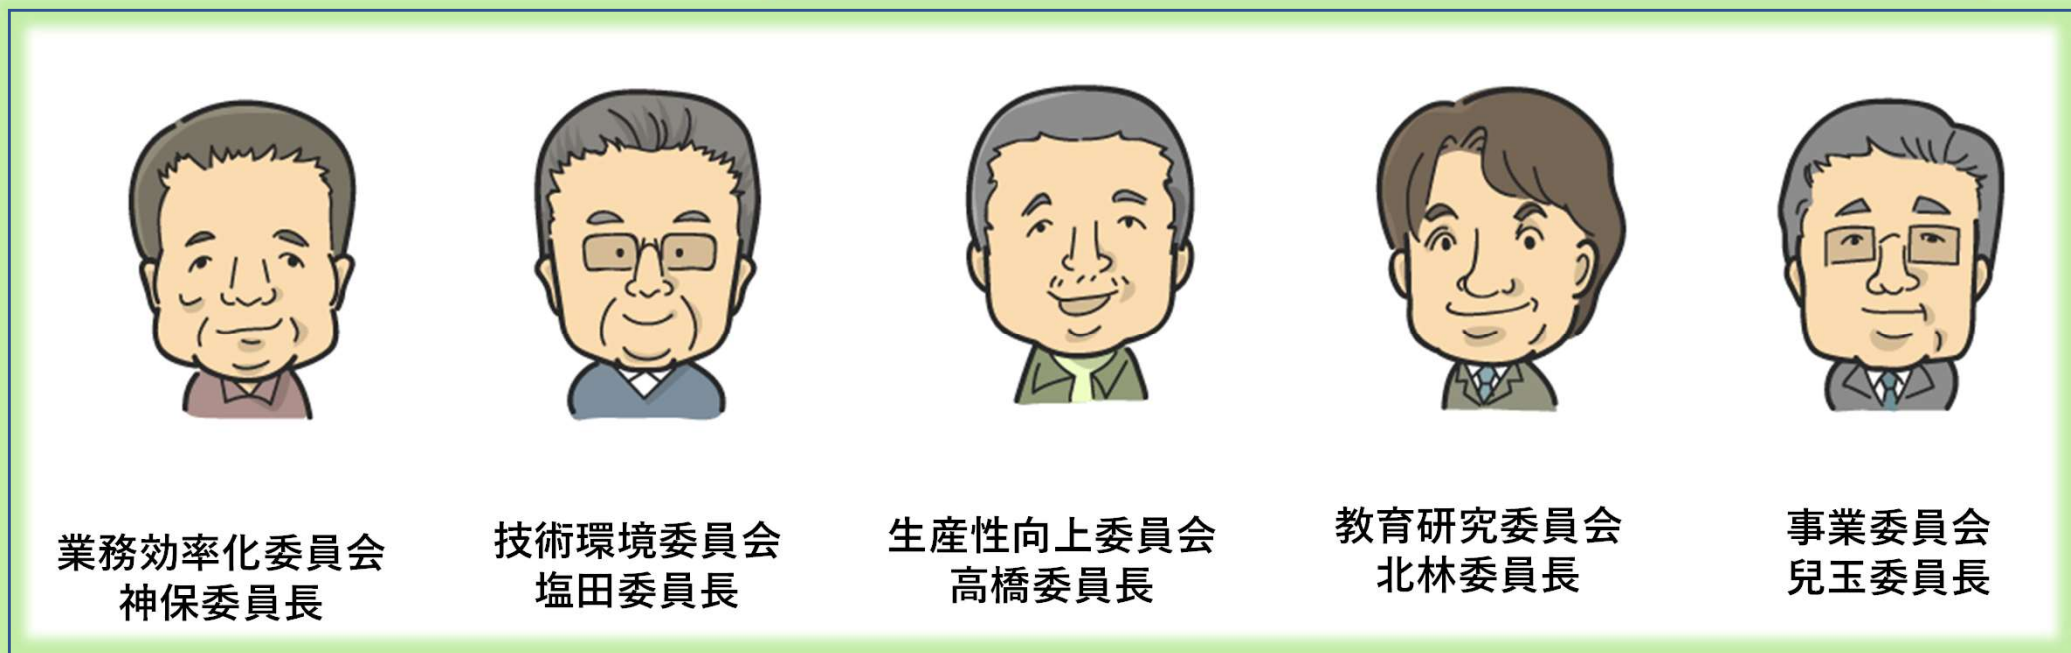 業務効率化委員会
神保委員長
技術環境委員会
塩田委員長
生産性向上委員会
高橋委員長
教育研究委員会
北林委員長
事業委員会
兒玉委員長